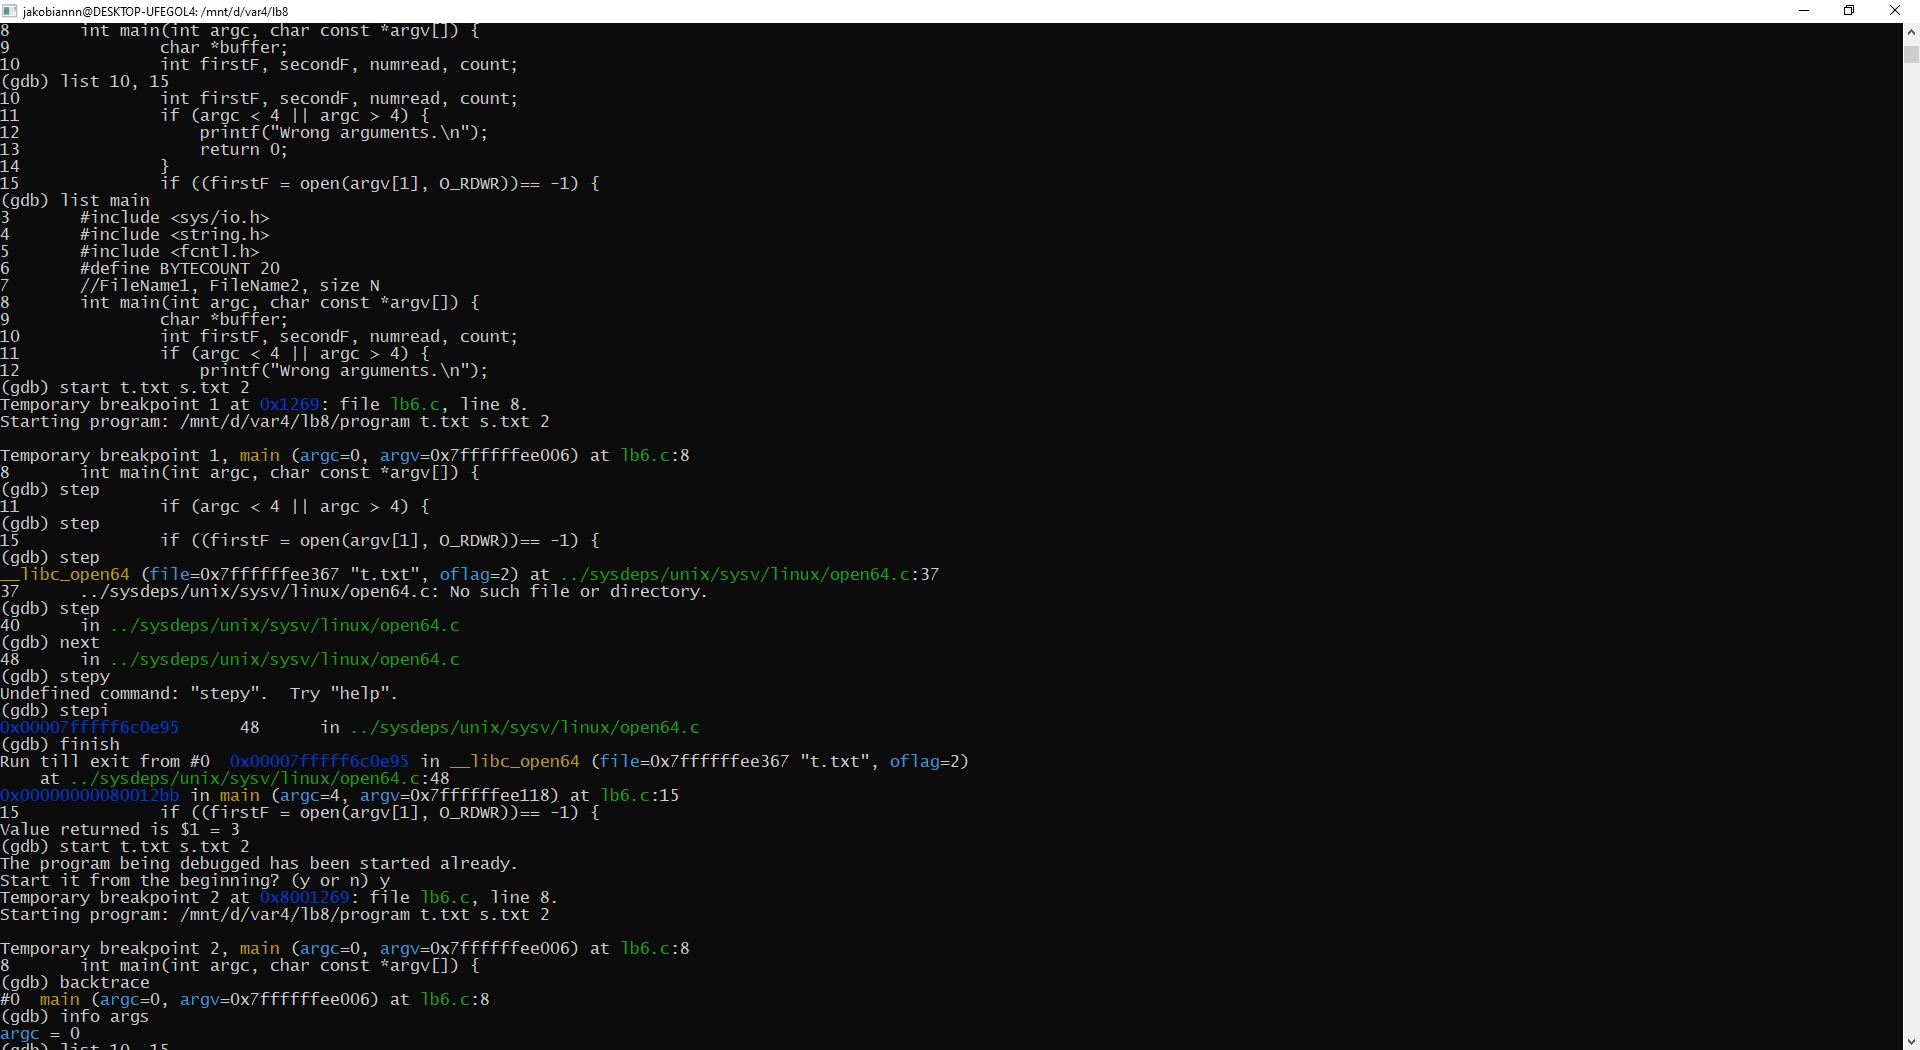 jakobiannn@DESKTOP-UFEGOL4: /mnt/d/var4/lb8
8       int main(int argc, char const *argv[]) {
9               char *buffer;
10              int firstF, secondF, numread, count;
(gdb) list 10, 15
10              int firstF, secondF, numread, count;
11              if (argc < 4 || argc > 4) {
12                  printf("Wrong arguments.\n");
13                  return 0;
14              }
15              if ((firstF = open(argv[1], O_RDWR))== -1) {
(gdb) list main
3       #include <sys/io.h>
4       #include <string.h>
5       #include <fcntl.h>
6       #define BYTECOUNT 20
7       //FileName1, FileName2, size N
8       int main(int argc, char const *argv[]) {
9               char *buffer;
10              int firstF, secondF, numread, count;
11              if (argc < 4 || argc > 4) {
12                  printf("Wrong arguments.\n");
(gdb) start t.txt s.txt 2
Temporary breakpoint 1 at 0x1269: file lb6.c, line 8.
Starting program: /mnt/d/var4/lb8/program t.txt s.txt 2

Temporary breakpoint 1, main (argc=0, argv=0x7ffffffee006) at lb6.c:8
8       int main(int argc, char const *argv[]) {
(gdb) step
11              if (argc < 4 || argc > 4) {
(gdb) step
15              if ((firstF = open(argv[1], O_RDWR))== -1) {
(gdb) step
__libc_open64 (file=0x7ffffffee367 "t.txt", oflag=2) at ../sysdeps/unix/sysv/linux/open64.c:37
37      ../sysdeps/unix/sysv/linux/open64.c: No such file or directory.
(gdb) step
40      in ../sysdeps/unix/sysv/linux/open64.c
(gdb) next
48      in ../sysdeps/unix/sysv/linux/open64.c
(gdb) stepy
Undefined command: "stepy".  Try "help".
(gdb) stepi
0x00007fffff6c0e95      48      in ../sysdeps/unix/sysv/linux/open64.c
(gdb) finish
Run till exit from #0  0x00007fffff6c0e95 in __libc_open64 (file=0x7ffffffee367 "t.txt", oflag=2)
    at ../sysdeps/unix/sysv/linux/open64.c:48
0x00000000080012bb in main (argc=4, argv=0x7ffffffee118) at lb6.c:15
15              if ((firstF = open(argv[1], O_RDWR))== -1) {
Value returned is $1 = 3
(gdb) start t.txt s.txt 2
The program being debugged has been started already.
Start it from the beginning? (y or n) y
Temporary breakpoint 2 at 0x8001269: file lb6.c, line 8.
Starting program: /mnt/d/var4/lb8/program t.txt s.txt 2

Temporary breakpoint 2, main (argc=0, argv=0x7ffffffee006) at lb6.c:8
8       int main(int argc, char const *argv[]) {
(gdb) backtrace
#0  main (argc=0, argv=0x7ffffffee006) at lb6.c:8
(gdb) info args
argc = 0
(gdb) list 10, 15